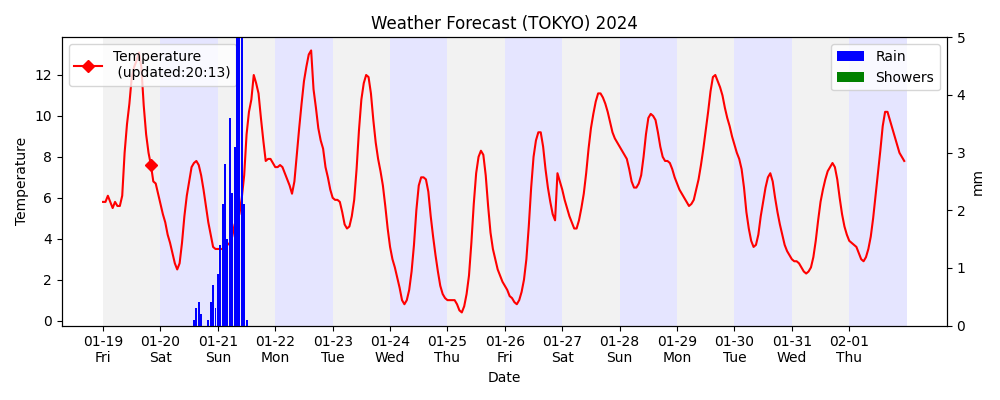 Weather Forecast (TOKYO) 2024
Temperature
(updated:20:13)
Rain
Showers
Temperature
12
10
8
6
4
2
0
5
4
3
2
1
0
mm
01-19 01-20 01-21 01-22 01-23 01-24 01-25 01-26 01-27 01-28 01-29 01-30 01-31 02-01
Fri Sat Sun Mon Tue Wed Thu Fri Sat Sun Mon Tue Wed Thu
Date